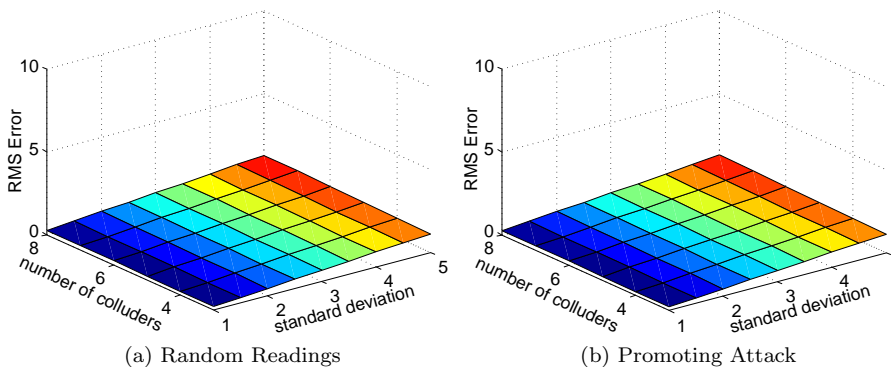 10
5
0
RMS Error
8
6
4
number of colluders
1
2
3
4
5
standard deviation
(a) Random Readings
10
5
0
RMS Error
8
6
4
number of colluders
1
2
3
4
standard deviation
(b) Promoting Attack